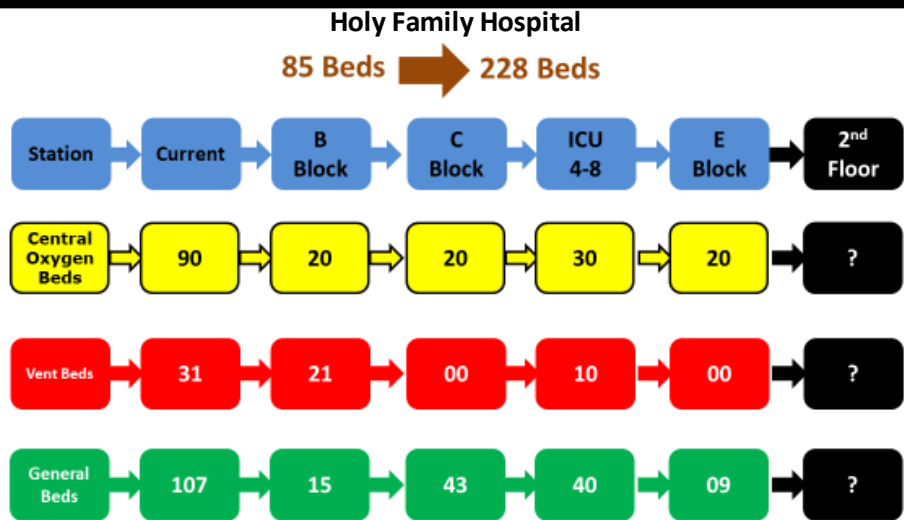 Holy Family Hospital
85 Beds 228 Beds
Station Current B Block C Block ICU 4-8 E Block 2nd Floor
Central Oxygen Beds 90 20 20 30 20 ?
Vent Beds 31 21 00 10 00 ?
General Beds 107 15 43 40 09 ?